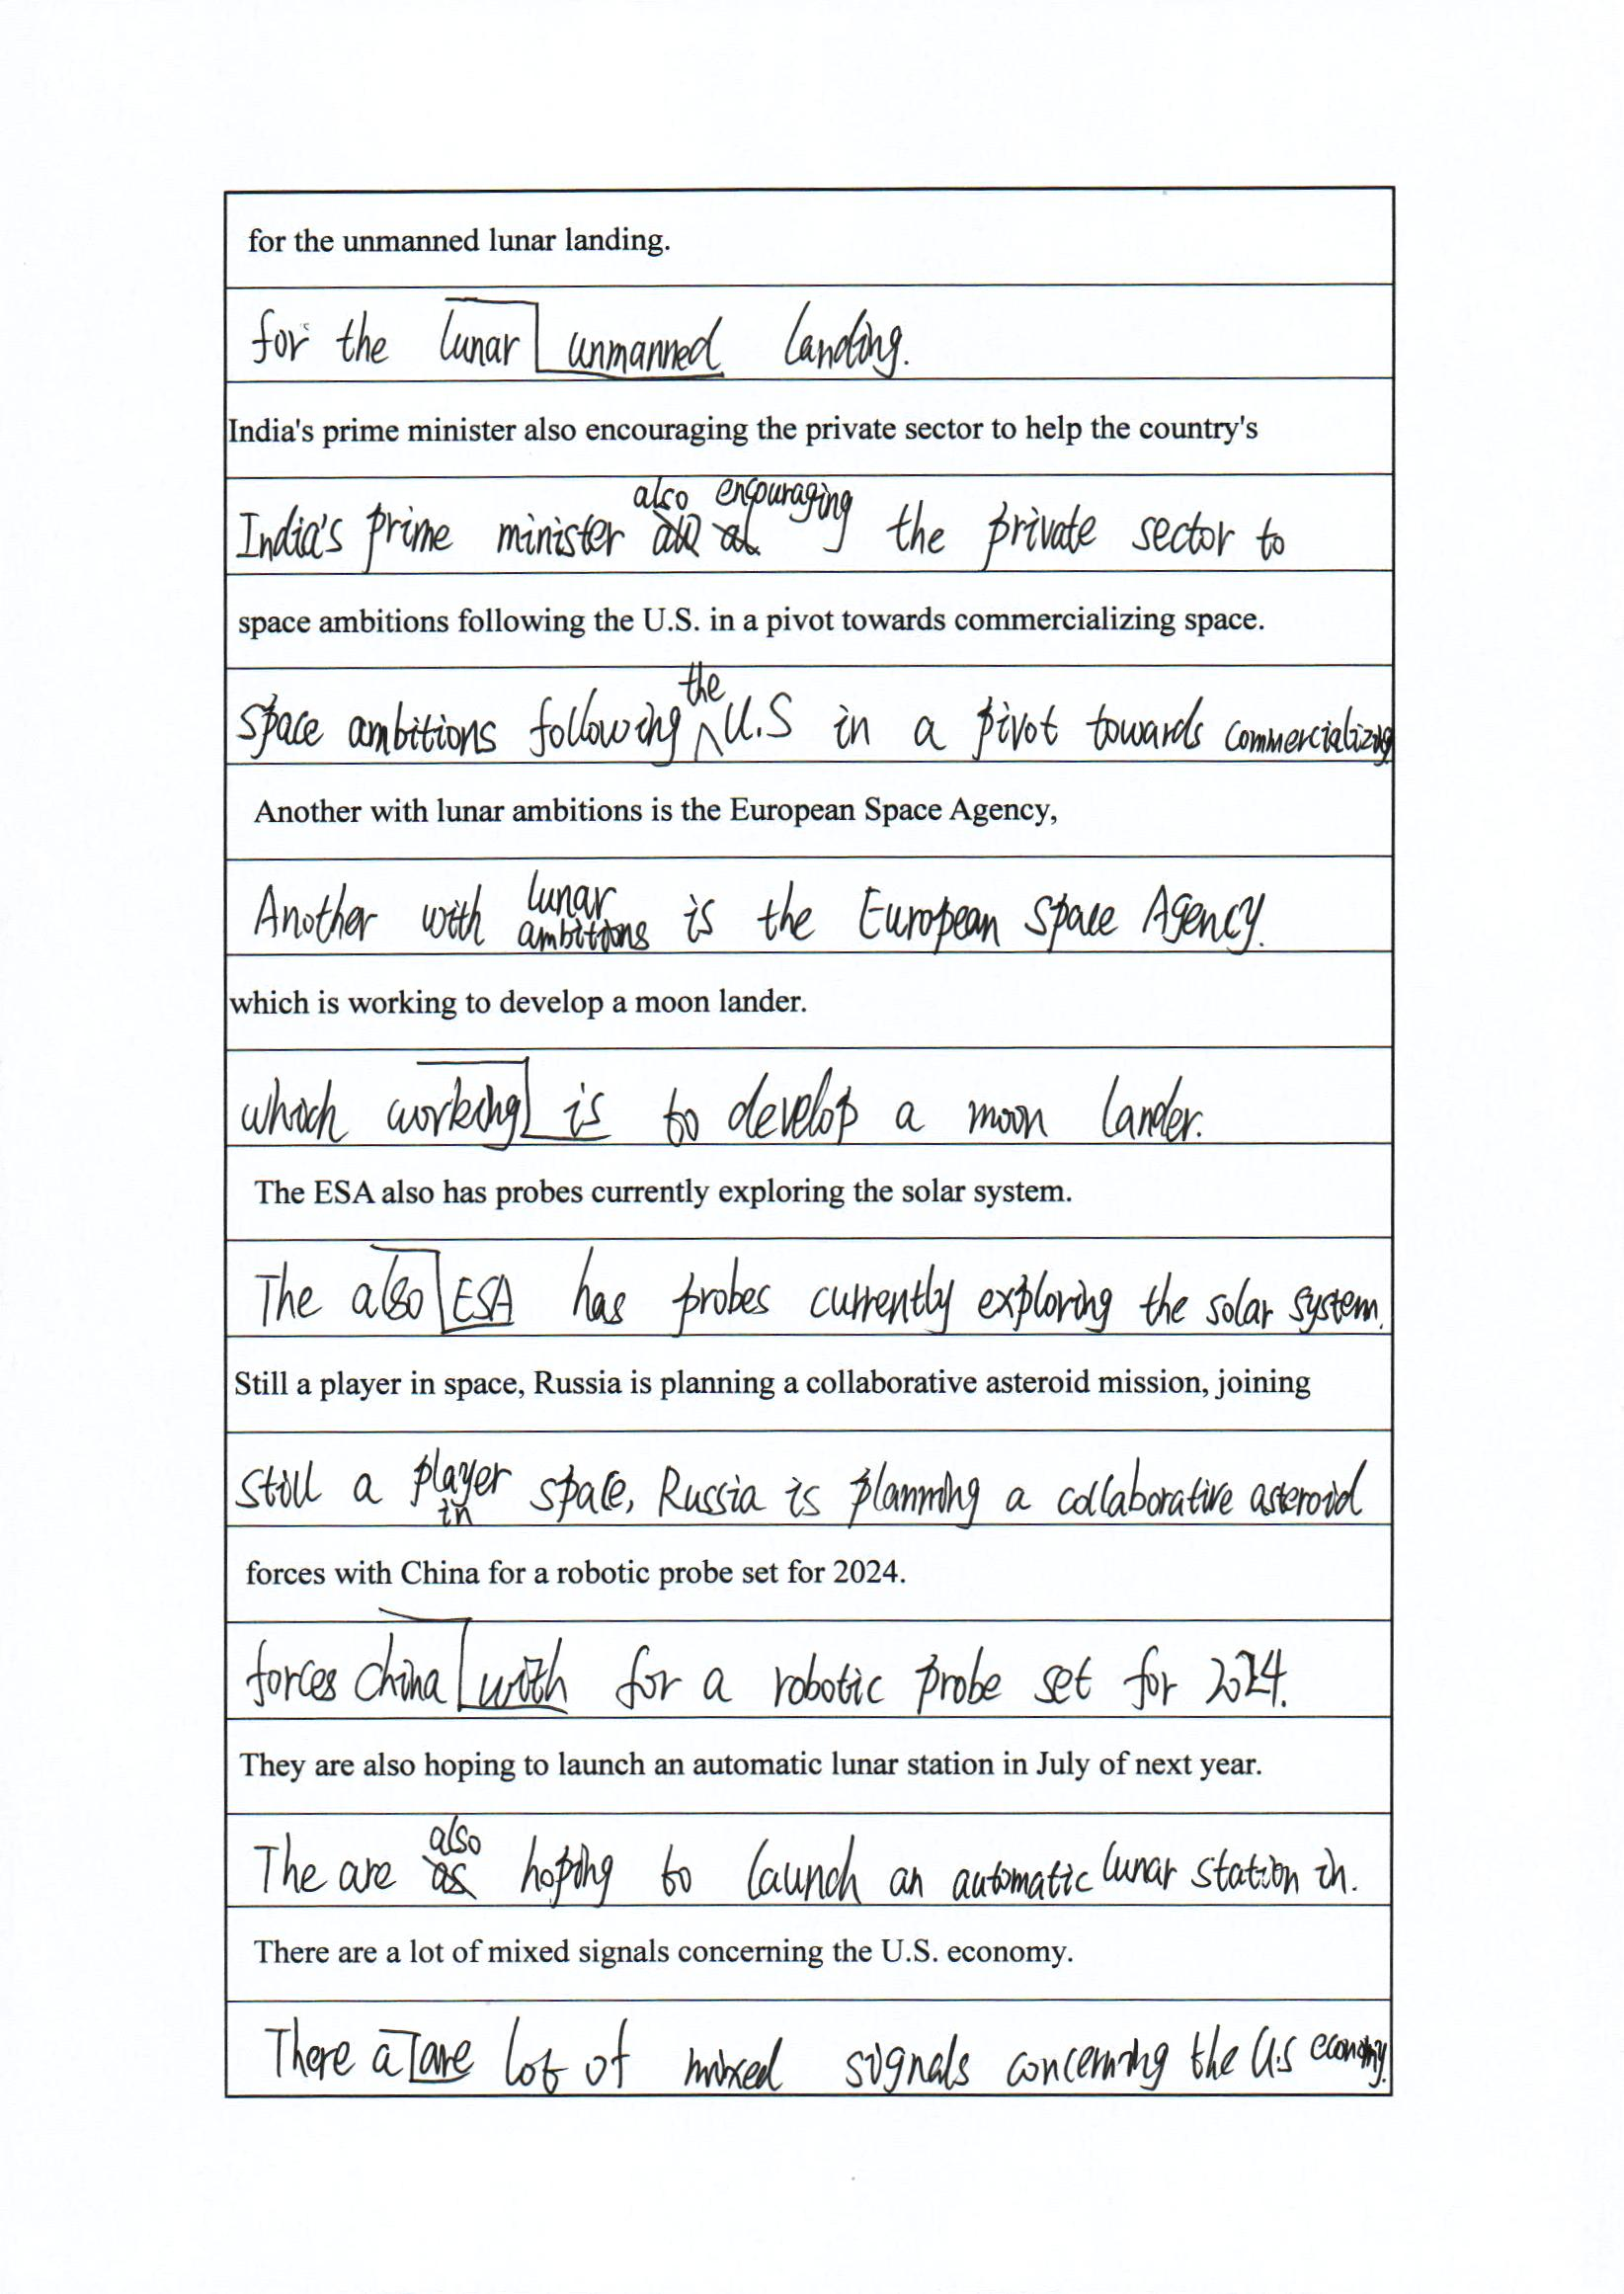 for the unmanned lunar landing.
for the lunar unmanned landing.
India's prime minister also encouraging the private sector to help the country's
India's prime minister also encouraging the private sector to
space ambitions following the U.S. in a pivot towards commercializing space.
space ambitions following the U.S in a pivot towards commercializing
Another with lunar ambitions is the European Space Agency,
Another with lunar ambitions is the European Space Agency.
which is working to develop a moon lander.
which working is to develop a moon lander.
The ESA also has probes currently exploring the solar system.
The also ESA has probes currently exploring the solar system.
Still a player in space, Russia is planning a collaborative asteroid mission, joining
Still a player in space, Russia is planning a collaborative asteroid
forces with China for a robotic probe set for 2024.
forces China with for a robotic probe set for 2024.
They are also hoping to launch an automatic lunar station in July of next year.
The are also hoping to launch an automatic lunar station in.
There are a lot of mixed signals concerning the U.S. economy.
There a are lot of mixed signals concerning the U.S economy.